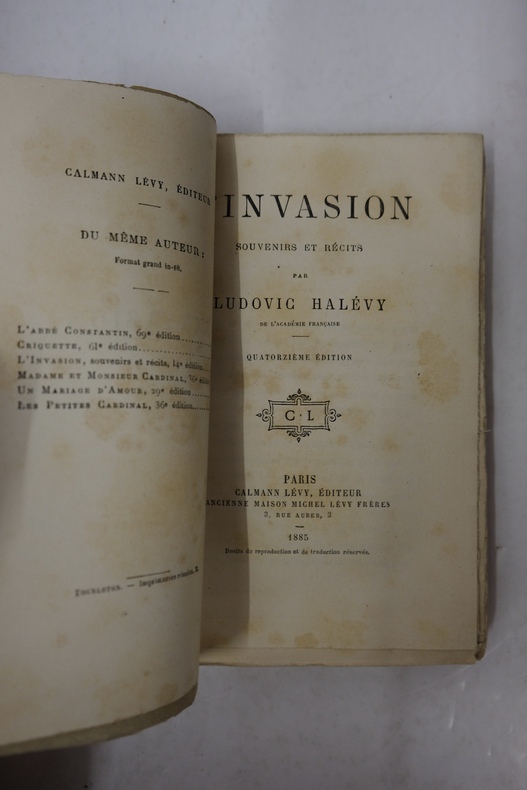 CALMANN LÉVY, ÉDITEUR
DU MÊME AUTEUR:
Format grand in-18.
L'ABBÉ CONSTANTIN, 69e édition
CRIQUETTE, 61e édition
L'INVASION, souvenirs et récits, 14e édition
MADAME ET MONSIEUR CARDINAL, édition
UN MARIAGE D'AMOUR, 29e édition
LES PETITES CARDINAL, 36e édition
'INVASION
SOUVENIRS ET RÉCITS
PAR
LUDOVIC HALÉVY
DE L'ACADÉMIE FRANÇAISE
QUATORZIÈME ÉDITION
C·L
PARIS
CALMANN LÉVY, ÉDITEUR
ANCIENNE MAISON MICHEL LÉVY FRÈRES
3, RUE AUBER, 3
1885
Droits de reproduction et de traduction réservés.